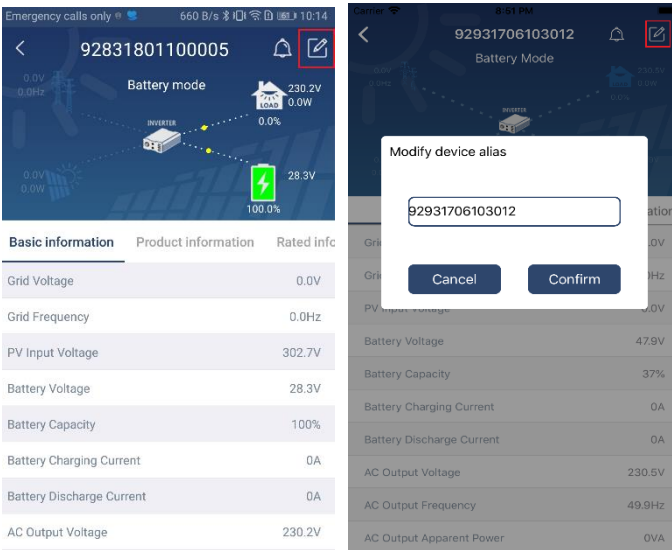 Emergency calls only
660 B/s
10:14
92831801100005
0.0V
0.0Hz
Battery mode
230.2V
0.0W
LOAD
0.0%
INVERTER
0.0V
0.0W
28.3V
100.0%
Basic information Product information Rated info
Grid Voltage 0.0V
Grid Frequency 0.0Hz
PV Input Voltage 302.7V
Battery Voltage 28.3V
Battery Capacity 100%
Battery Charging Current 0A
Battery Discharge Current 0A
AC Output Voltage 230.2V
Carrier 8:51 PM
92931706103012
Battery Mode
INVERTER
Modify device alias
92931706103012
Cancel Confirm
PV Input Voltage 0.0V
Battery Voltage 47.9V
Battery Capacity 37%
Battery Charging Current 0A
Battery Discharge Current 0A
AC Output Voltage 230.5V
AC Output Frequency 49.9Hz
AC Output Apparent Power 0VA